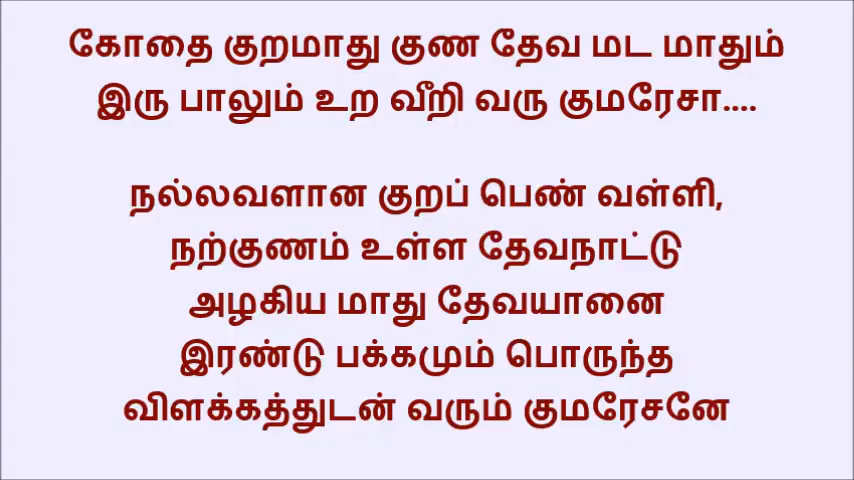 கோதை குறமாது குண தேவ மட மாதும்
இரு பாலும் உற வீறி வரு குமரேசா....
நல்லவளான குறப் பெண் வள்ளி,
நற்குணம் உள்ள தேவநாட்டு
அழகிய மாது தேவயானை
இரண்டு பக்கமும் பொருந்த
விளக்கத்துடன் வரும் குமரேசனே